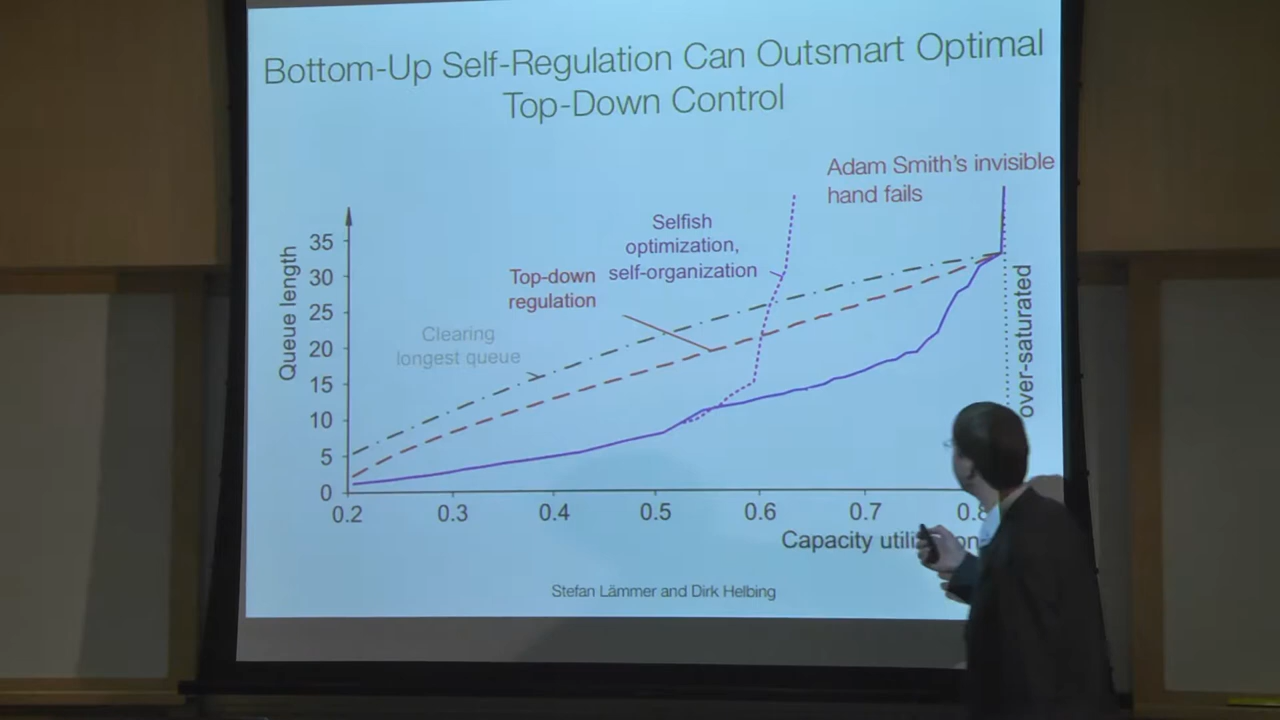 Bottom-Up Self-Regulation Can Outsmart Optimal
Top-Down Control
Adam Smith's invisible
hand fails
Selfish
optimization,
self-organization
Top-down
regulation
Clearing
longest queue
Queue length
35
30
25
20
15
10
5
0
0.2 0.3 0.4 0.5 0.6 0.7 0.8
over-saturated
Capacity
Stefan Lämmer and Dirk Helbing